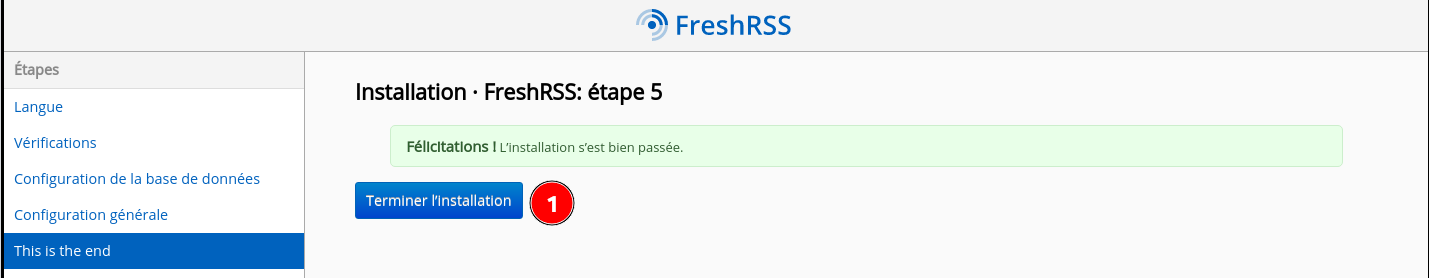 FreshRSS
Étapes
Langue
Vérifications
Configuration de la base de données
Configuration générale
This is the end
Installation · FreshRSS: étape 5
Félicitations ! L’installation s’est bien passée.
Terminer l’installation
1